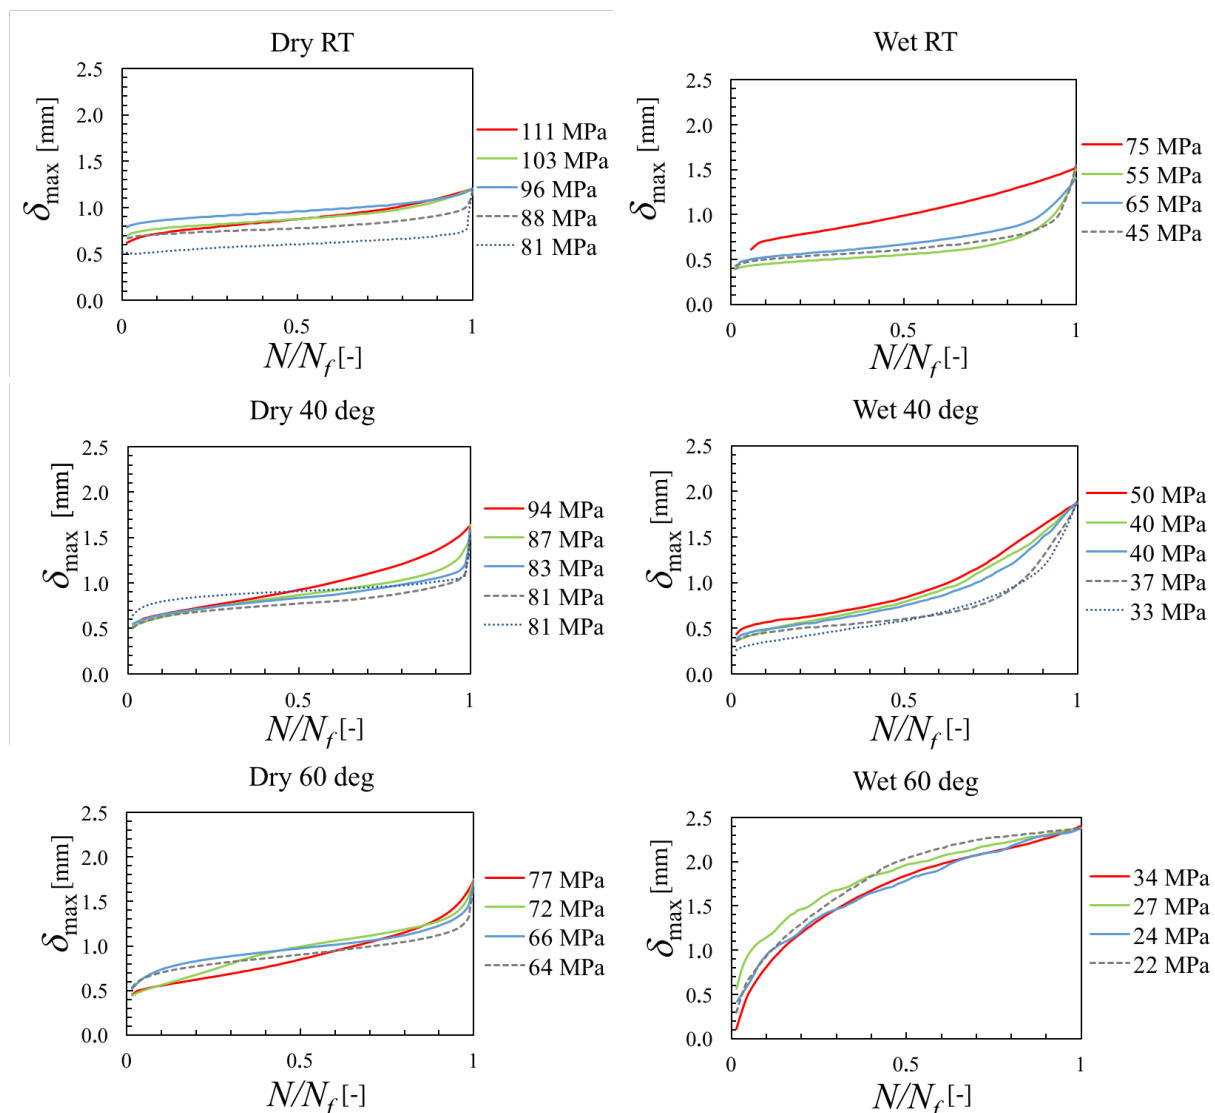 Dry RT
2.5
2.0
1.5
1.0
0.5
0.0
δmax [mm]
0
0.5
1
N/Nf [-]
111 MPa
103 MPa
96 MPa
88 MPa
81 MPa
Wet RT
2.5
2.0
1.5
1.0
0.5
0.0
δmax [mm]
0
0.5
1
N/Nf [-]
75 MPa
55 MPa
65 MPa
45 MPa
Dry 40 deg
2.5
2.0
1.5
1.0
0.5
0.0
δmax [mm]
0
0.5
1
N/Nf [-]
94 MPa
87 MPa
83 MPa
81 MPa
81 MPa
Wet 40 deg
2.5
2.0
1.5
1.0
0.5
0.0
δmax [mm]
0
0.5
1
N/Nf [-]
50 MPa
40 MPa
40 MPa
37 MPa
33 MPa
Dry 60 deg
2.5
2.0
1.5
1.0
0.5
0.0
δmax [mm]
0
0.5
1
N/Nf [-]
77 MPa
72 MPa
66 MPa
64 MPa
Wet 60 deg
2.5
2.0
1.5
1.0
0.5
0.0
δmax [mm]
0
0.5
1
N/Nf [-]
34 MPa
27 MPa
24 MPa
22 MPa